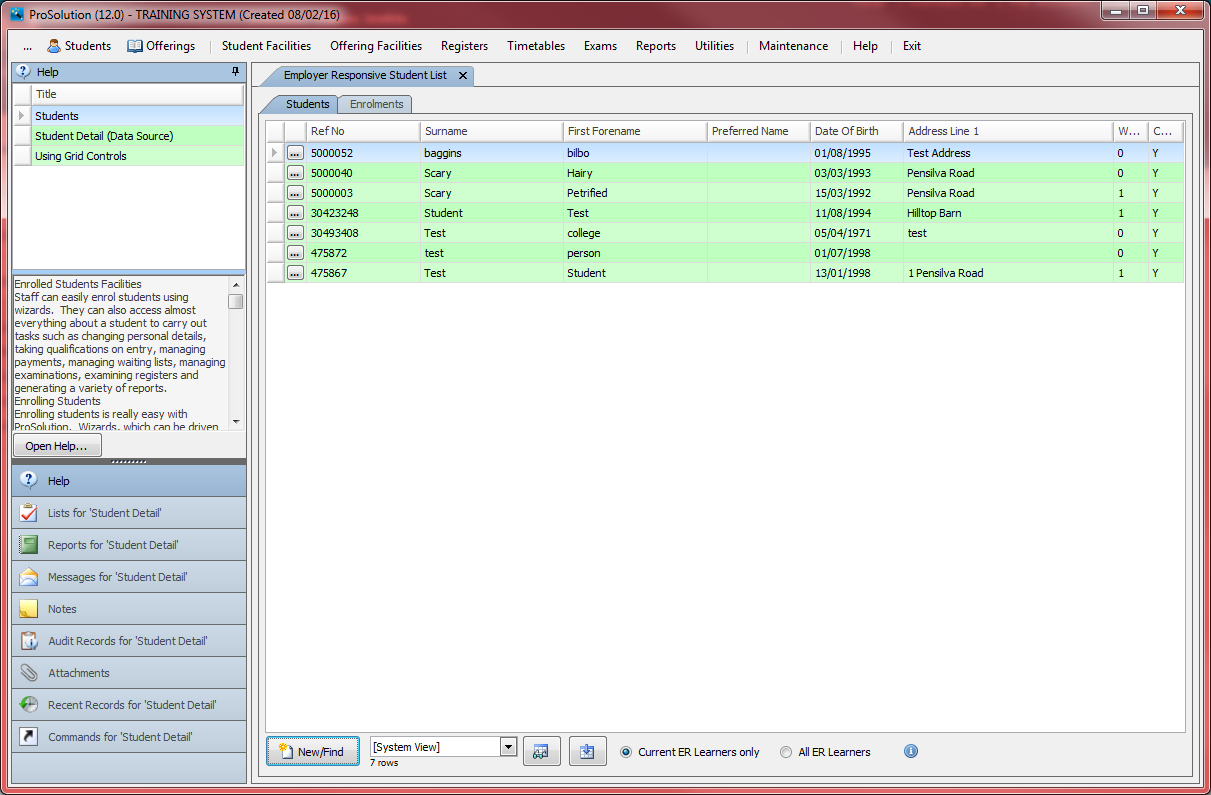 ProSolution (12.0) - TRAINING SYSTEM (Created 08/02/16)
... Students Offerings Student Facilities Offering Facilities Registers Timetables Exams Reports Utilities Maintenance Help Exit
Help
Title
Students
Student Detail (Data Source)
Using Grid Controls
Enrolled Students Facilities
Staff can easily enrol students using
wizards. They can also access almost
everything about a student to carry out
tasks such as changing personal details,
taking qualifications on entry, managing
payments, managing waiting lists, managing
examinations, examining registers and
generating a variety of reports.
Enrolling Students
Enrolling students is really easy with
ProSolution. Wizards, which can be driven
Open Help...
Help
Lists for 'Student Detail'
Reports for 'Student Detail'
Messages for 'Student Detail'
Notes
Audit Records for 'Student Detail'
Attachments
Recent Records for 'Student Detail'
Commands for 'Student Detail'
Employer Responsive Student List
Students Enrolments
Ref No Surname First Forename Preferred Name Date Of Birth Address Line 1 W... C...
... 5000052 baggins bilbo 01/08/1995 Test Address 0 Y
... 5000040 Scary Hairy 03/03/1993 Pensilva Road 0 Y
... 5000003 Scary Petrified 15/03/1992 Pensilva Road 1 Y
... 30423248 Student Test 11/08/1994 Hilltop Barn 1 Y
... 30493408 Test college 05/04/1971 test 0 Y
... 475872 test person 01/07/1998 0 Y
... 475867 Test Student 13/01/1998 1 Pensilva Road 1 Y
New/Find [System View] Current ER Learners only All ER Learners
7 rows